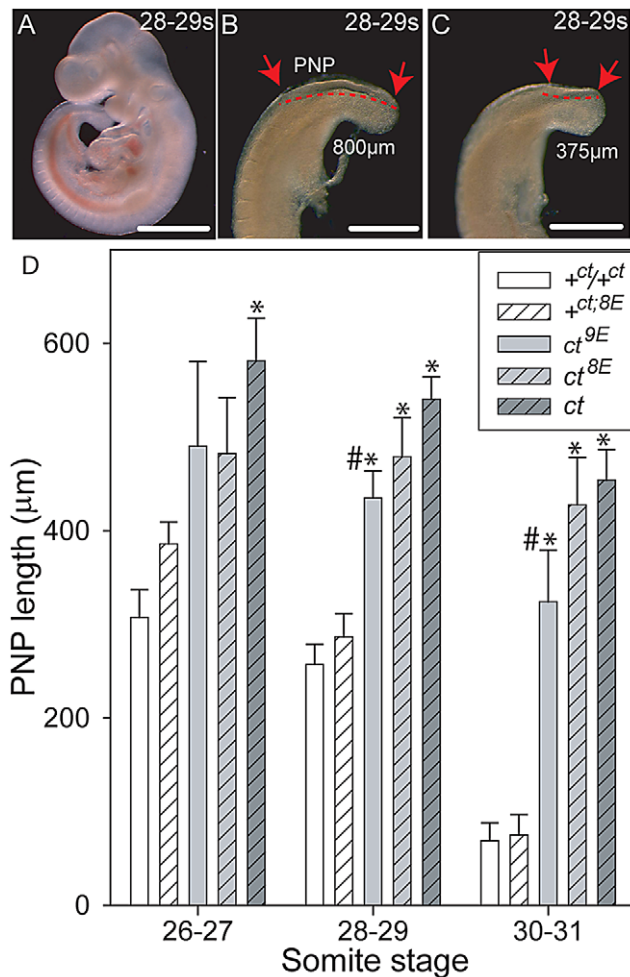 A 28-29s
B 28-29s
C 28-29s
PNP
800µm
375µm
D
+ct/+ct
+ct;8E
ct9E
ct8E
ct
PNP length (µm)
600
400
200
0
*
#*
*
*
#*
*
*
26-27
28-29
30-31
Somite stage